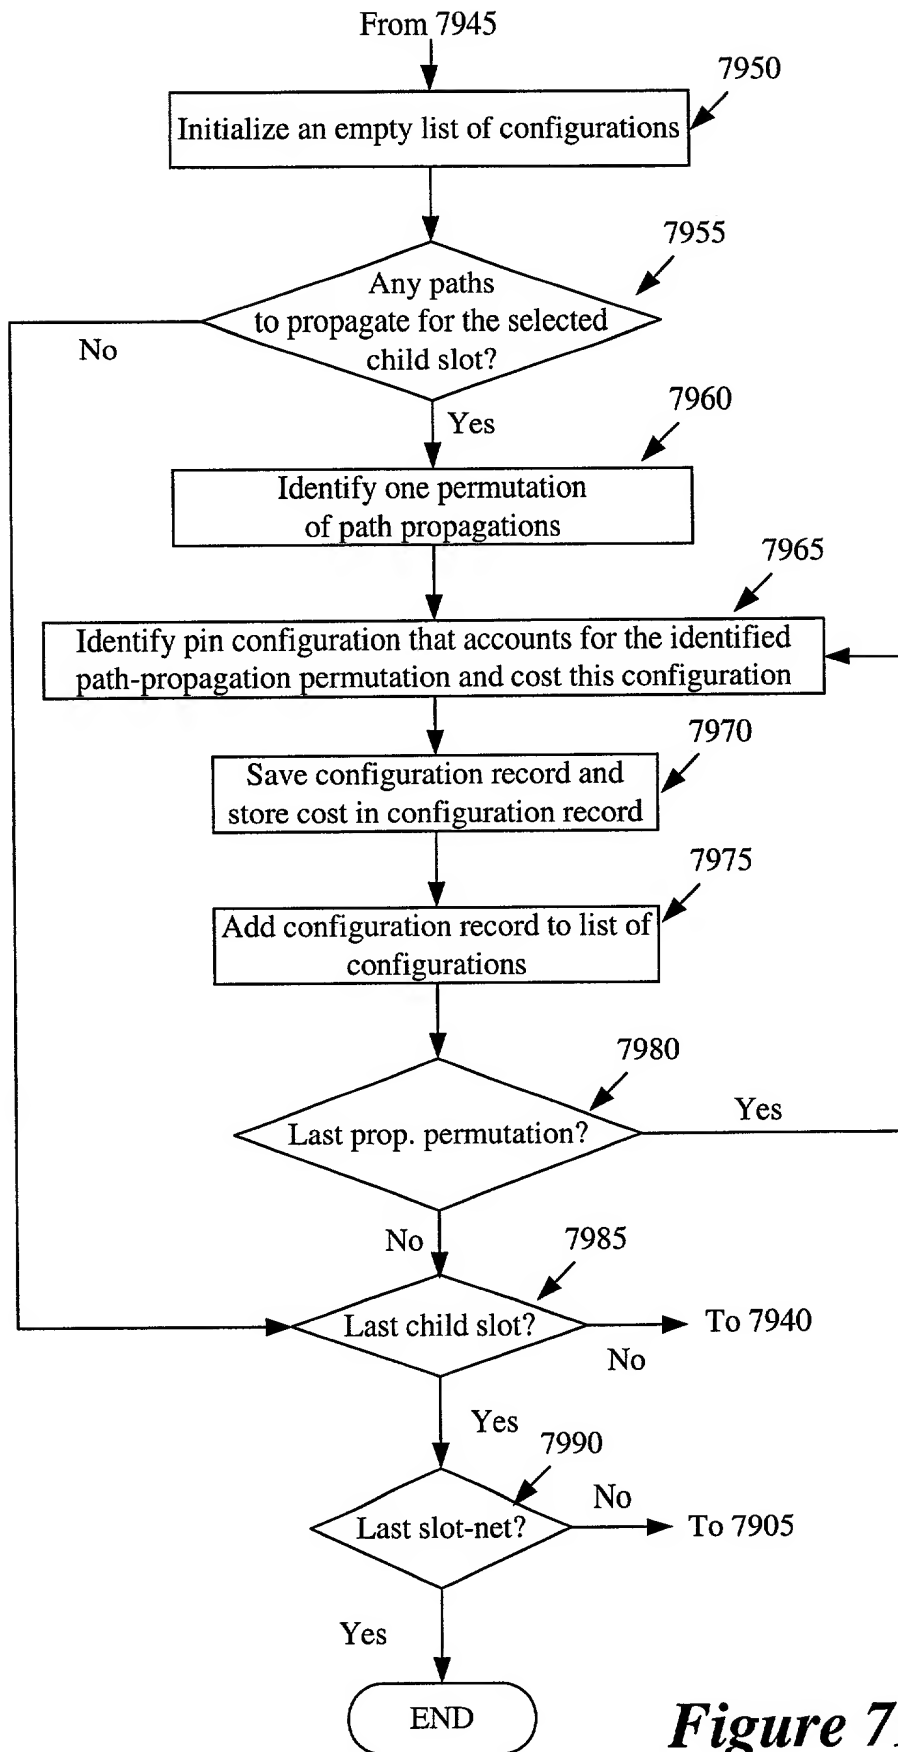 From 7945
7950
Initialize an empty list of configurations
7955
Any paths
to propagate for the selected
child slot?
No
Yes
7960
Identify one permutation
of path propagations
7965
Identify pin configuration that accounts for the identified
path-propagation permutation and cost this configuration
7970
Save configuration record and
store cost in configuration record
7975
Add configuration record to list of
configurations
7980
Last prop. permutation?
Yes
No
7985
Last child slot?
To 7940
No
Yes
7990
Last slot-net?
No
To 7905
Yes
END
Figure 7